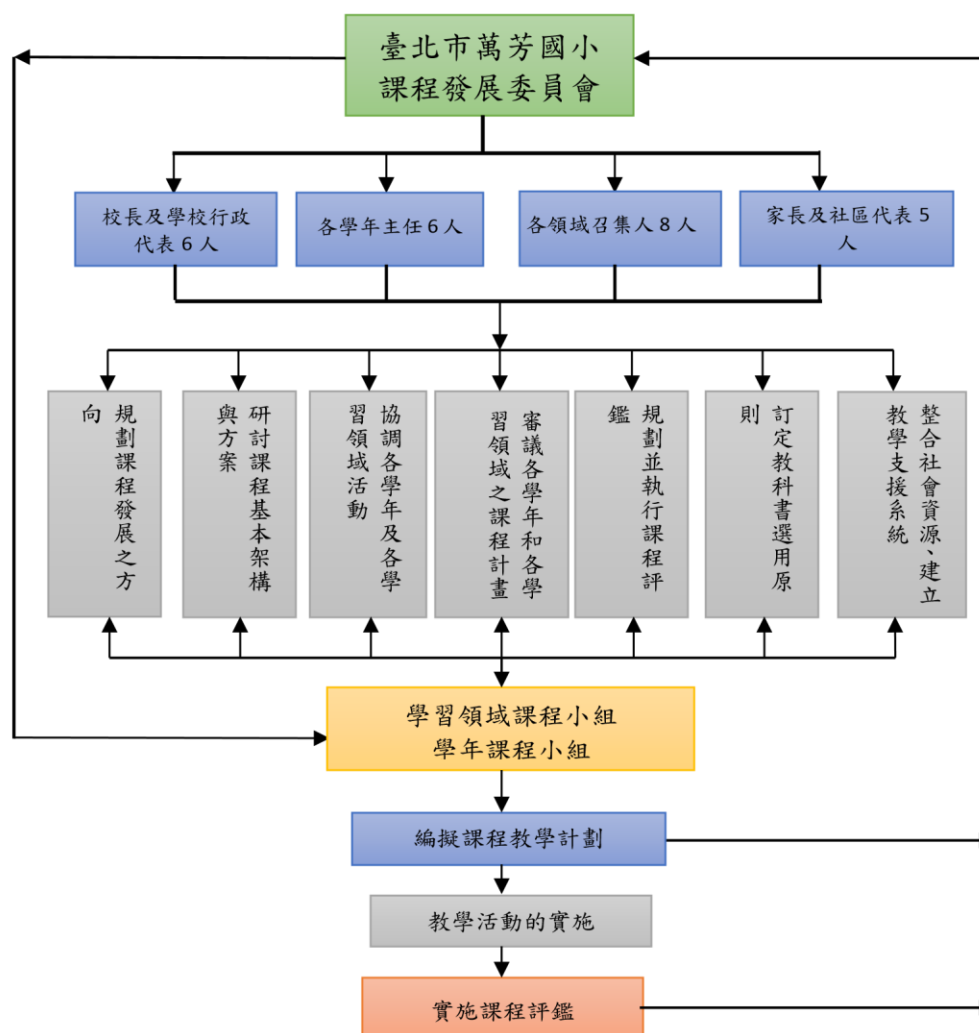 臺北市萬芳國小
課程發展委員會
校長及學校行政
代表 6 人
各學年主任 6 人
各領域召集人 8 人
家長及社區代表 5
人
規劃課程發展之方
向
研討課程基本架構
與方案
協調各學年及各學
習領域活動
審議各學年和各學
習領域之課程計畫
規劃並執行課程評
鑑
訂定教科書選用原
則
整合社會資源、建立
教學支援系統
學習領域課程小組
學年課程小組
編擬課程教學計劃
教學活動的實施
實施課程評鑑